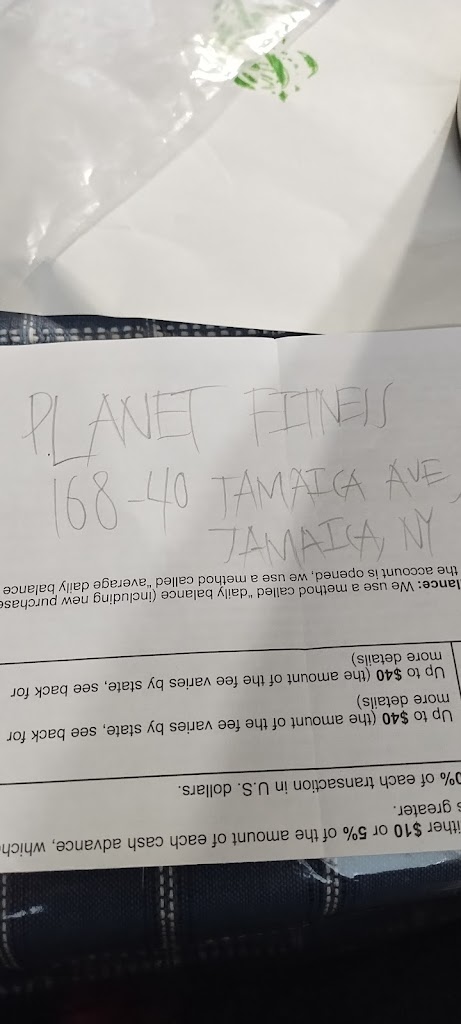 PLANET FITNESS
168-40 JAMAICA AVE,
JAMAICA, NY
ither $10 or 5% of the amount of each cash advance, which
s greater.
0% of each transaction in U.S. dollars.
Up to $40 (the amount of the fee varies by state, see back for
more details)
Up to $40 (the amount of the fee varies by state, see back for
more details)
lance: We use a method called "daily balance (including new purchase
the account is opened, we use a method called "average daily balance